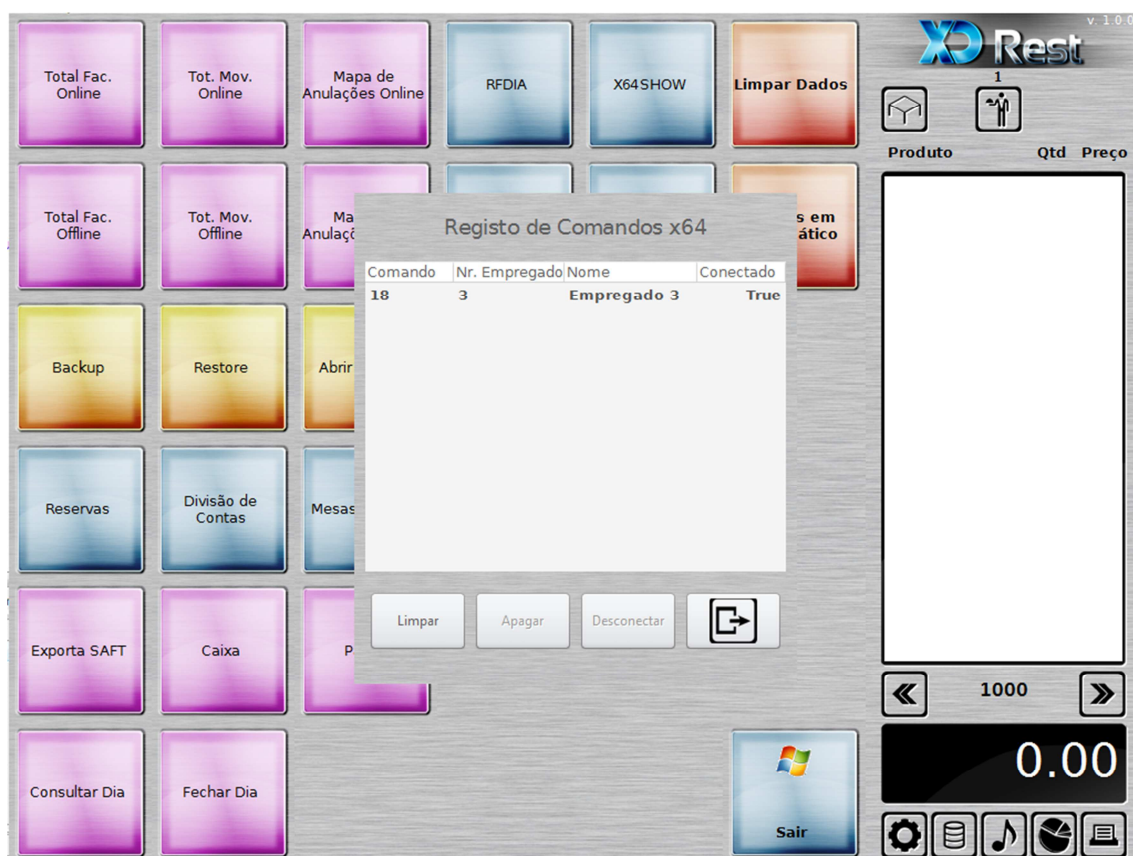 v. 1.0.0
XD Rest
Total Fac.
Online
Tot. Mov.
Online
Mapa de
Anulações Online
RFDIA
X64SHOW
Limpar Dados
1
Produto Qtd Preço
Total Fac.
Offline
Tot. Mov.
Offline
Registo de Comandos x64
Comando Nr. Empregado Nome Conectado
18 3 Empregado 3 True
s em
Backup
Restore
Abrir
Reservas
Divisão de
Contas
Mesas
Limpar
Apagar
Desconectar
Exporta SAFT
Caixa
1000
0.00
Consultar Dia
Fechar Dia
Sair